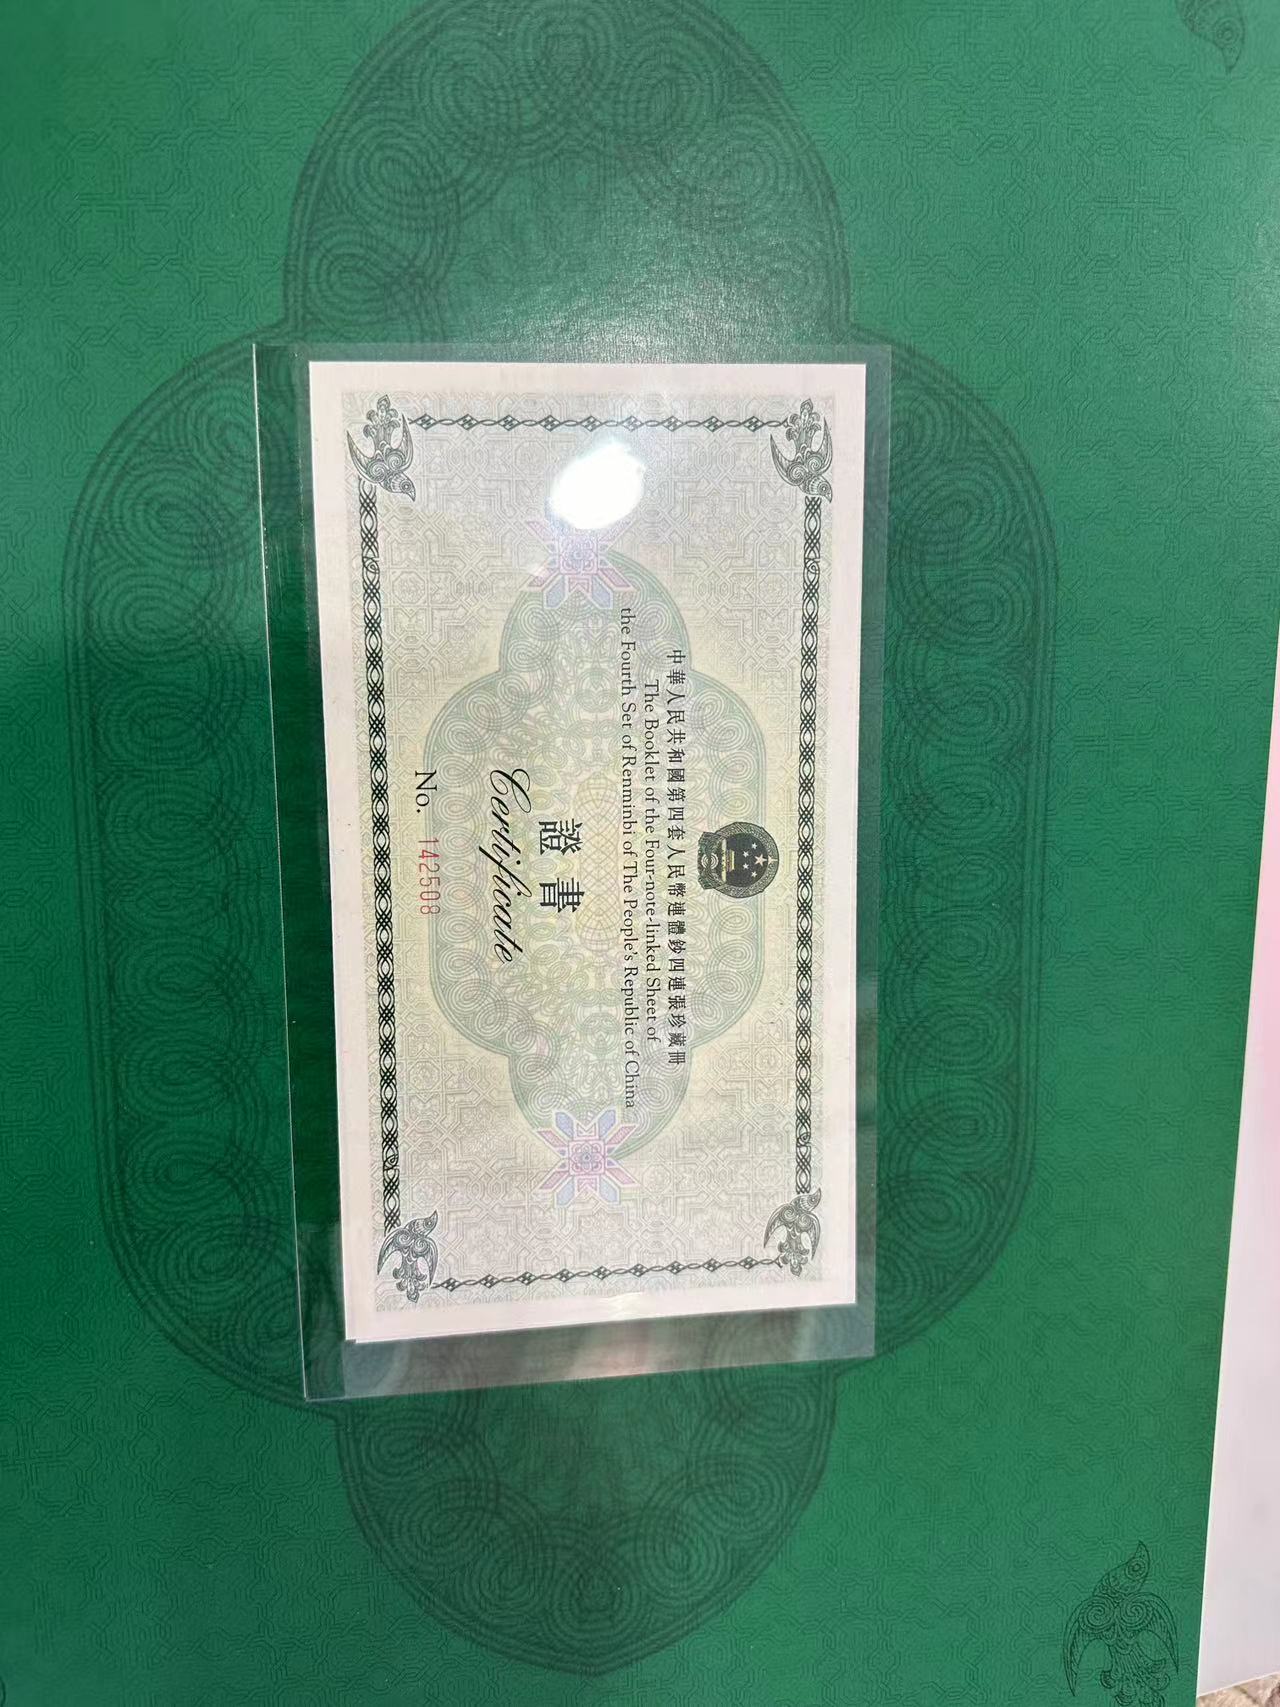 中華人民共和國第四套人民幣連體鈔四連張珍藏冊
The Booklet of the Four-note-linked Sheet of
the Fourth Set of Renminbi of The People's Republic of China
證書
Certificate
No. 142508